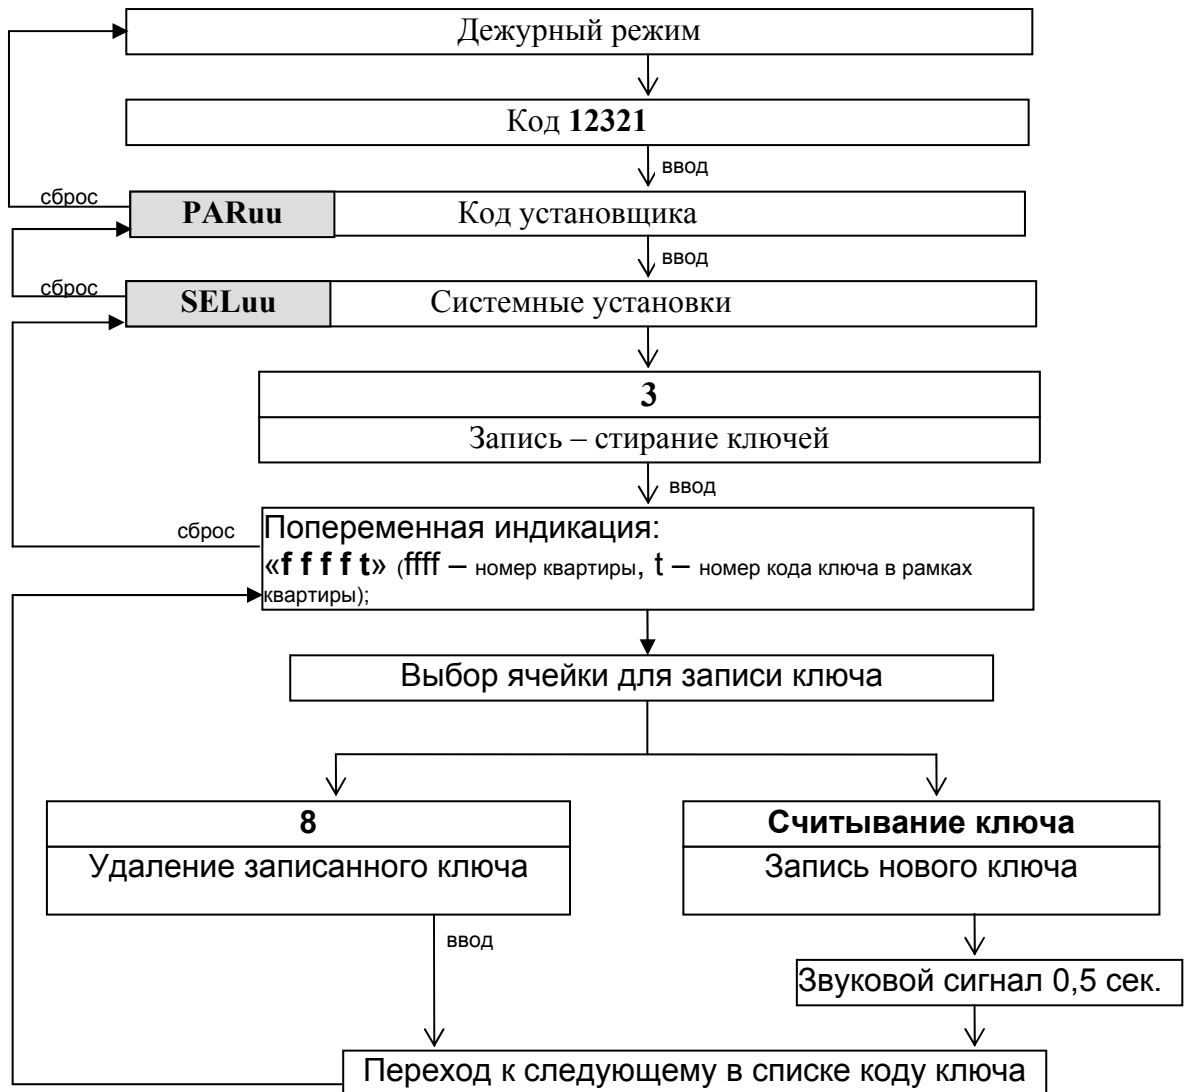 Дежурный режим
Код 12321
ввод
сброс
PARuu Код установщика
ввод
сброс
SELuu Системные установки
3
Запись – стирание ключей
ввод
сброс
Попеременная индикация:
«f f f f t» (ffff – номер квартиры, t – номер кода ключа в рамках
квартиры);
Выбор ячейки для записи ключа
8
Удаление записанного ключа
Считывание ключа
Запись нового ключа
ввод
Звуковой сигнал 0,5 сек.
Переход к следующему в списке коду ключа